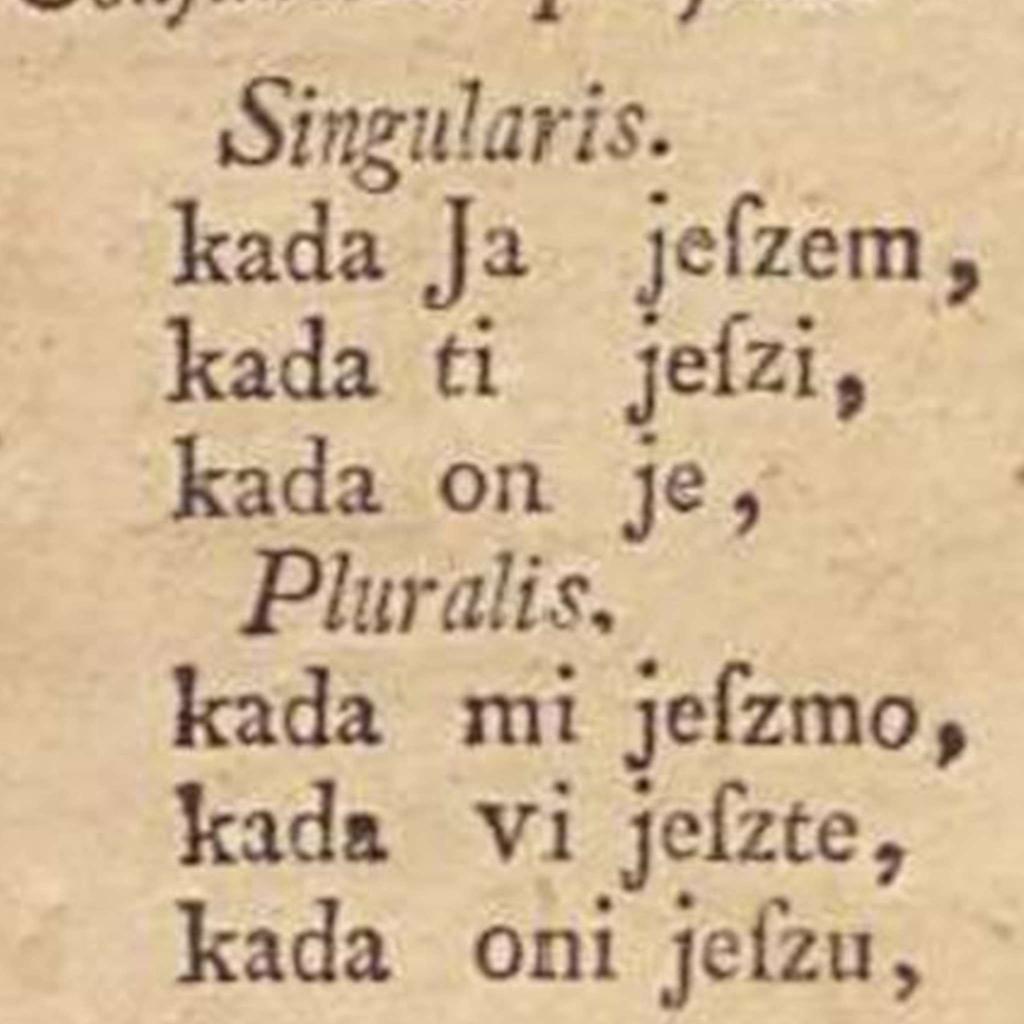 Singularis.
kada Ja jeſzem,
kada ti jeſzi,
kada on je,
Pluralis.
kada mi jeſzmo,
kada vi jeſzte,
kada oni jeſzu,